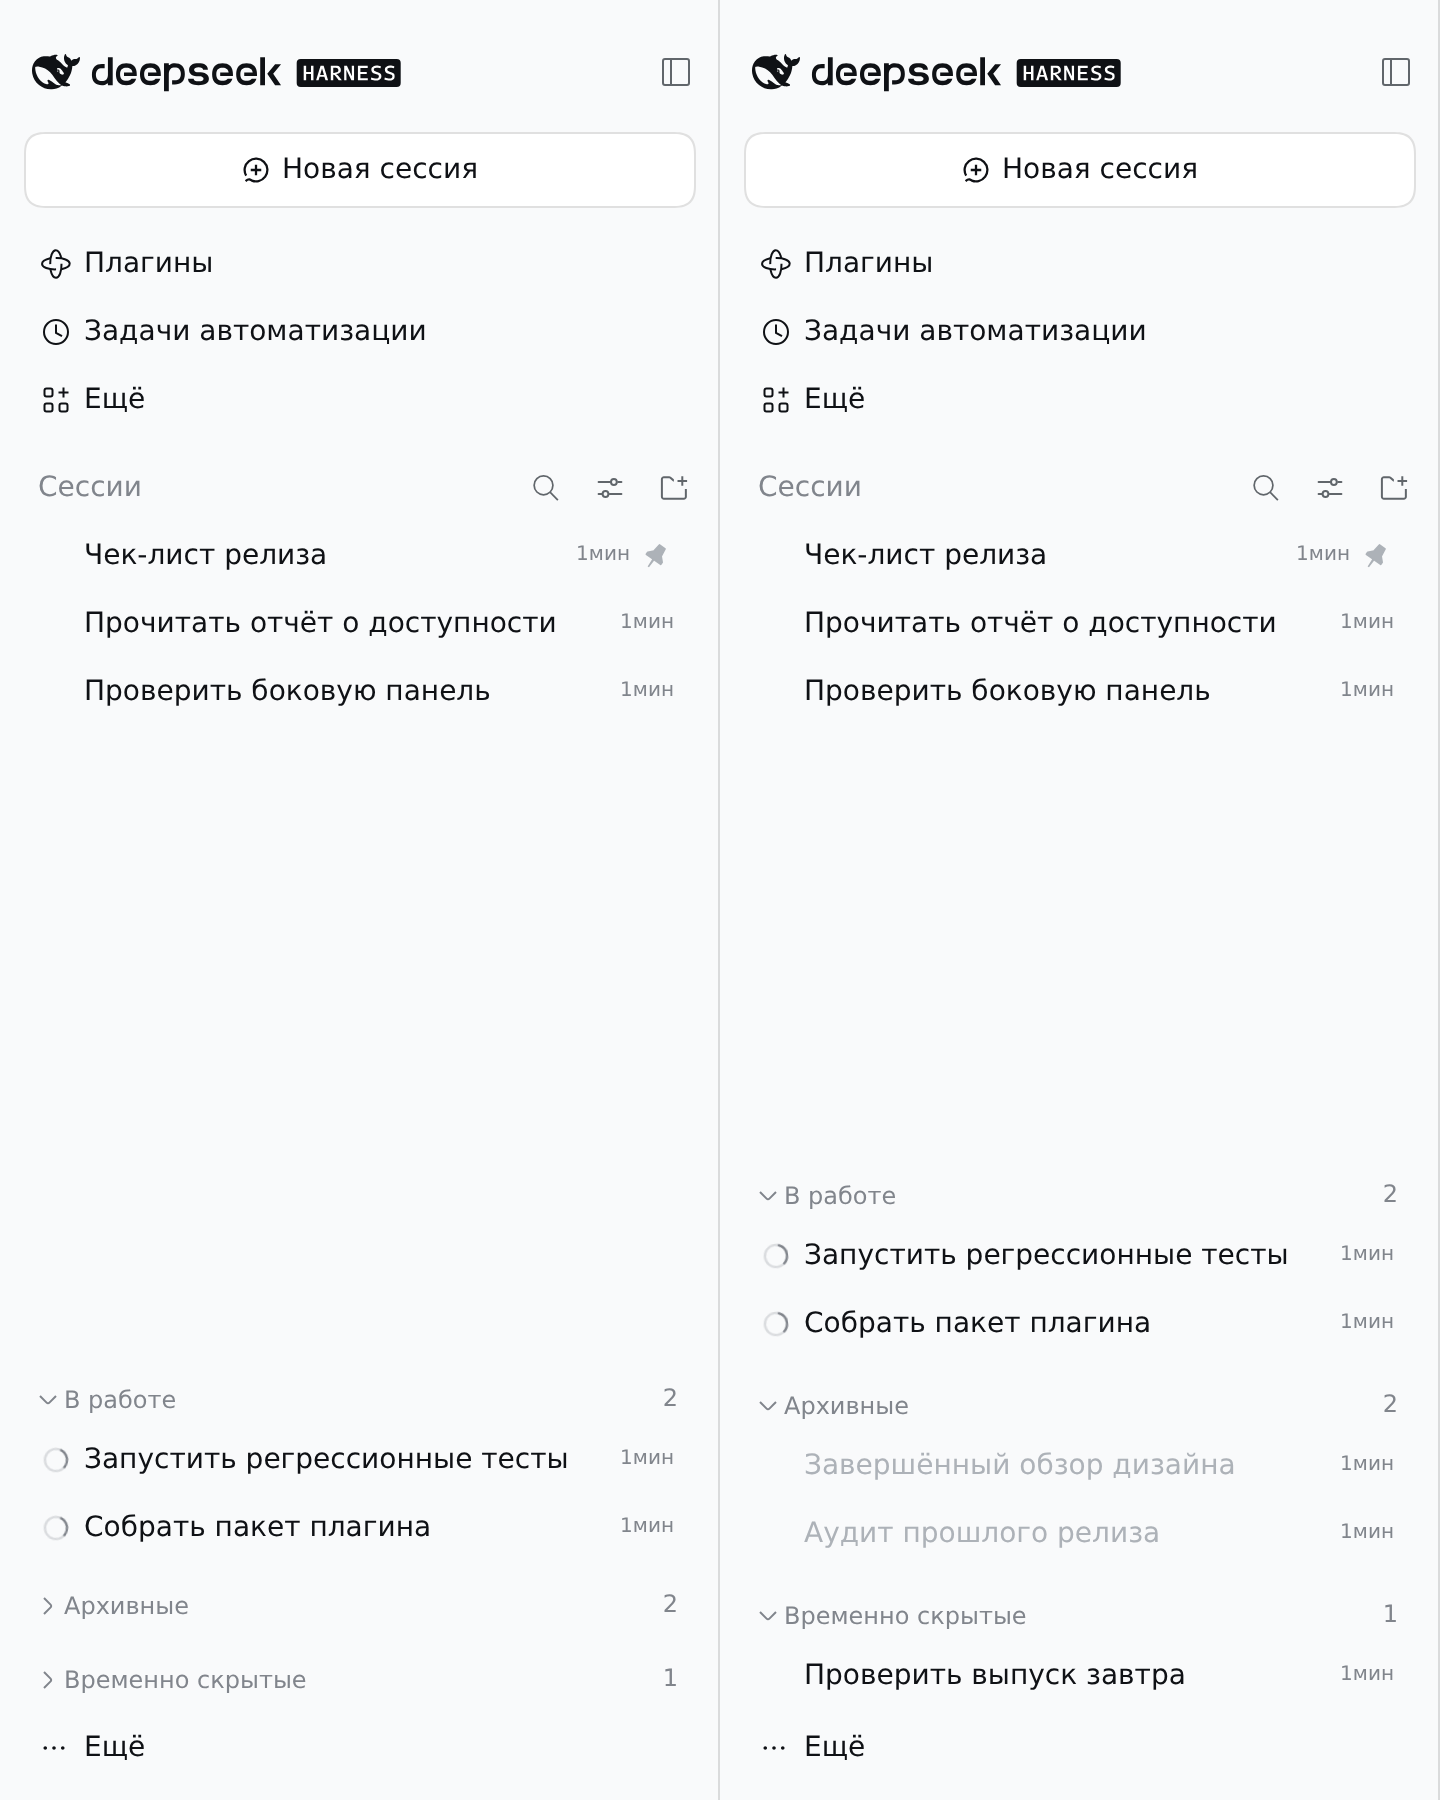 deepseek HARNESS
Новая сессия
Плагины
Задачи автоматизации
Ещё
Сессии
Чек-лист релиза 1мин
Прочитать отчёт о доступности 1мин
Проверить боковую панель 1мин
В работе 2
Запустить регрессионные тесты 1мин
Собрать пакет плагина 1мин
Архивные 2
Временно скрытые 1
Ещё
deepseek HARNESS
Новая сессия
Плагины
Задачи автоматизации
Ещё
Сессии
Чек-лист релиза 1мин
Прочитать отчёт о доступности 1мин
Проверить боковую панель 1мин
В работе 2
Запустить регрессионные тесты 1мин
Собрать пакет плагина 1мин
Архивные 2
Завершённый обзор дизайна 1мин
Аудит прошлого релиза 1мин
Временно скрытые 1
Проверить выпуск завтра 1мин
Ещё